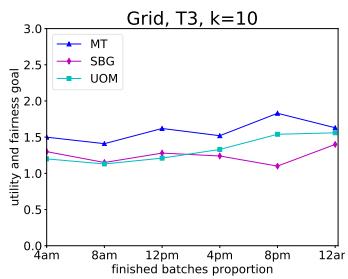 Grid, T3, k=10
3.0
2.5
2.0
1.5
1.0
0.5
0.0
utility and fairness goal
MT
SBG
UOM
4am 8am 12pm 4pm 8pm 12am
finished batches proportion